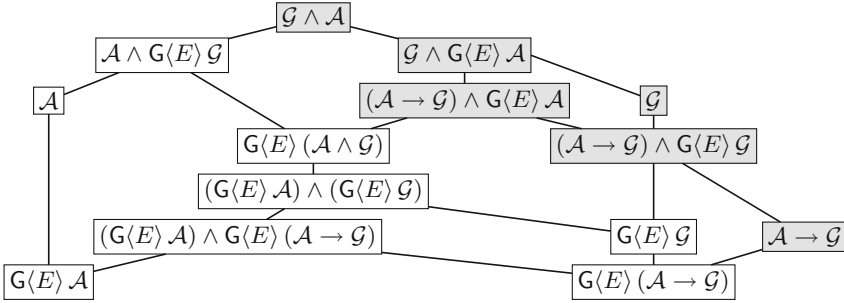 𝒢 ∧ 𝒜
𝒜 ∧ G⟨E⟩ 𝒢
𝒢 ∧ G⟨E⟩ 𝒜
𝒜
(𝒜 → 𝒢) ∧ G⟨E⟩ 𝒜
𝒢
G⟨E⟩ (𝒜 ∧ 𝒢)
(𝒜 → 𝒢) ∧ G⟨E⟩ 𝒢
(G⟨E⟩ 𝒜) ∧ (G⟨E⟩ 𝒢)
(G⟨E⟩ 𝒜) ∧ G⟨E⟩ (𝒜 → 𝒢)
G⟨E⟩ 𝒢
𝒜 → 𝒢
G⟨E⟩ 𝒜
G⟨E⟩ (𝒜 → 𝒢)